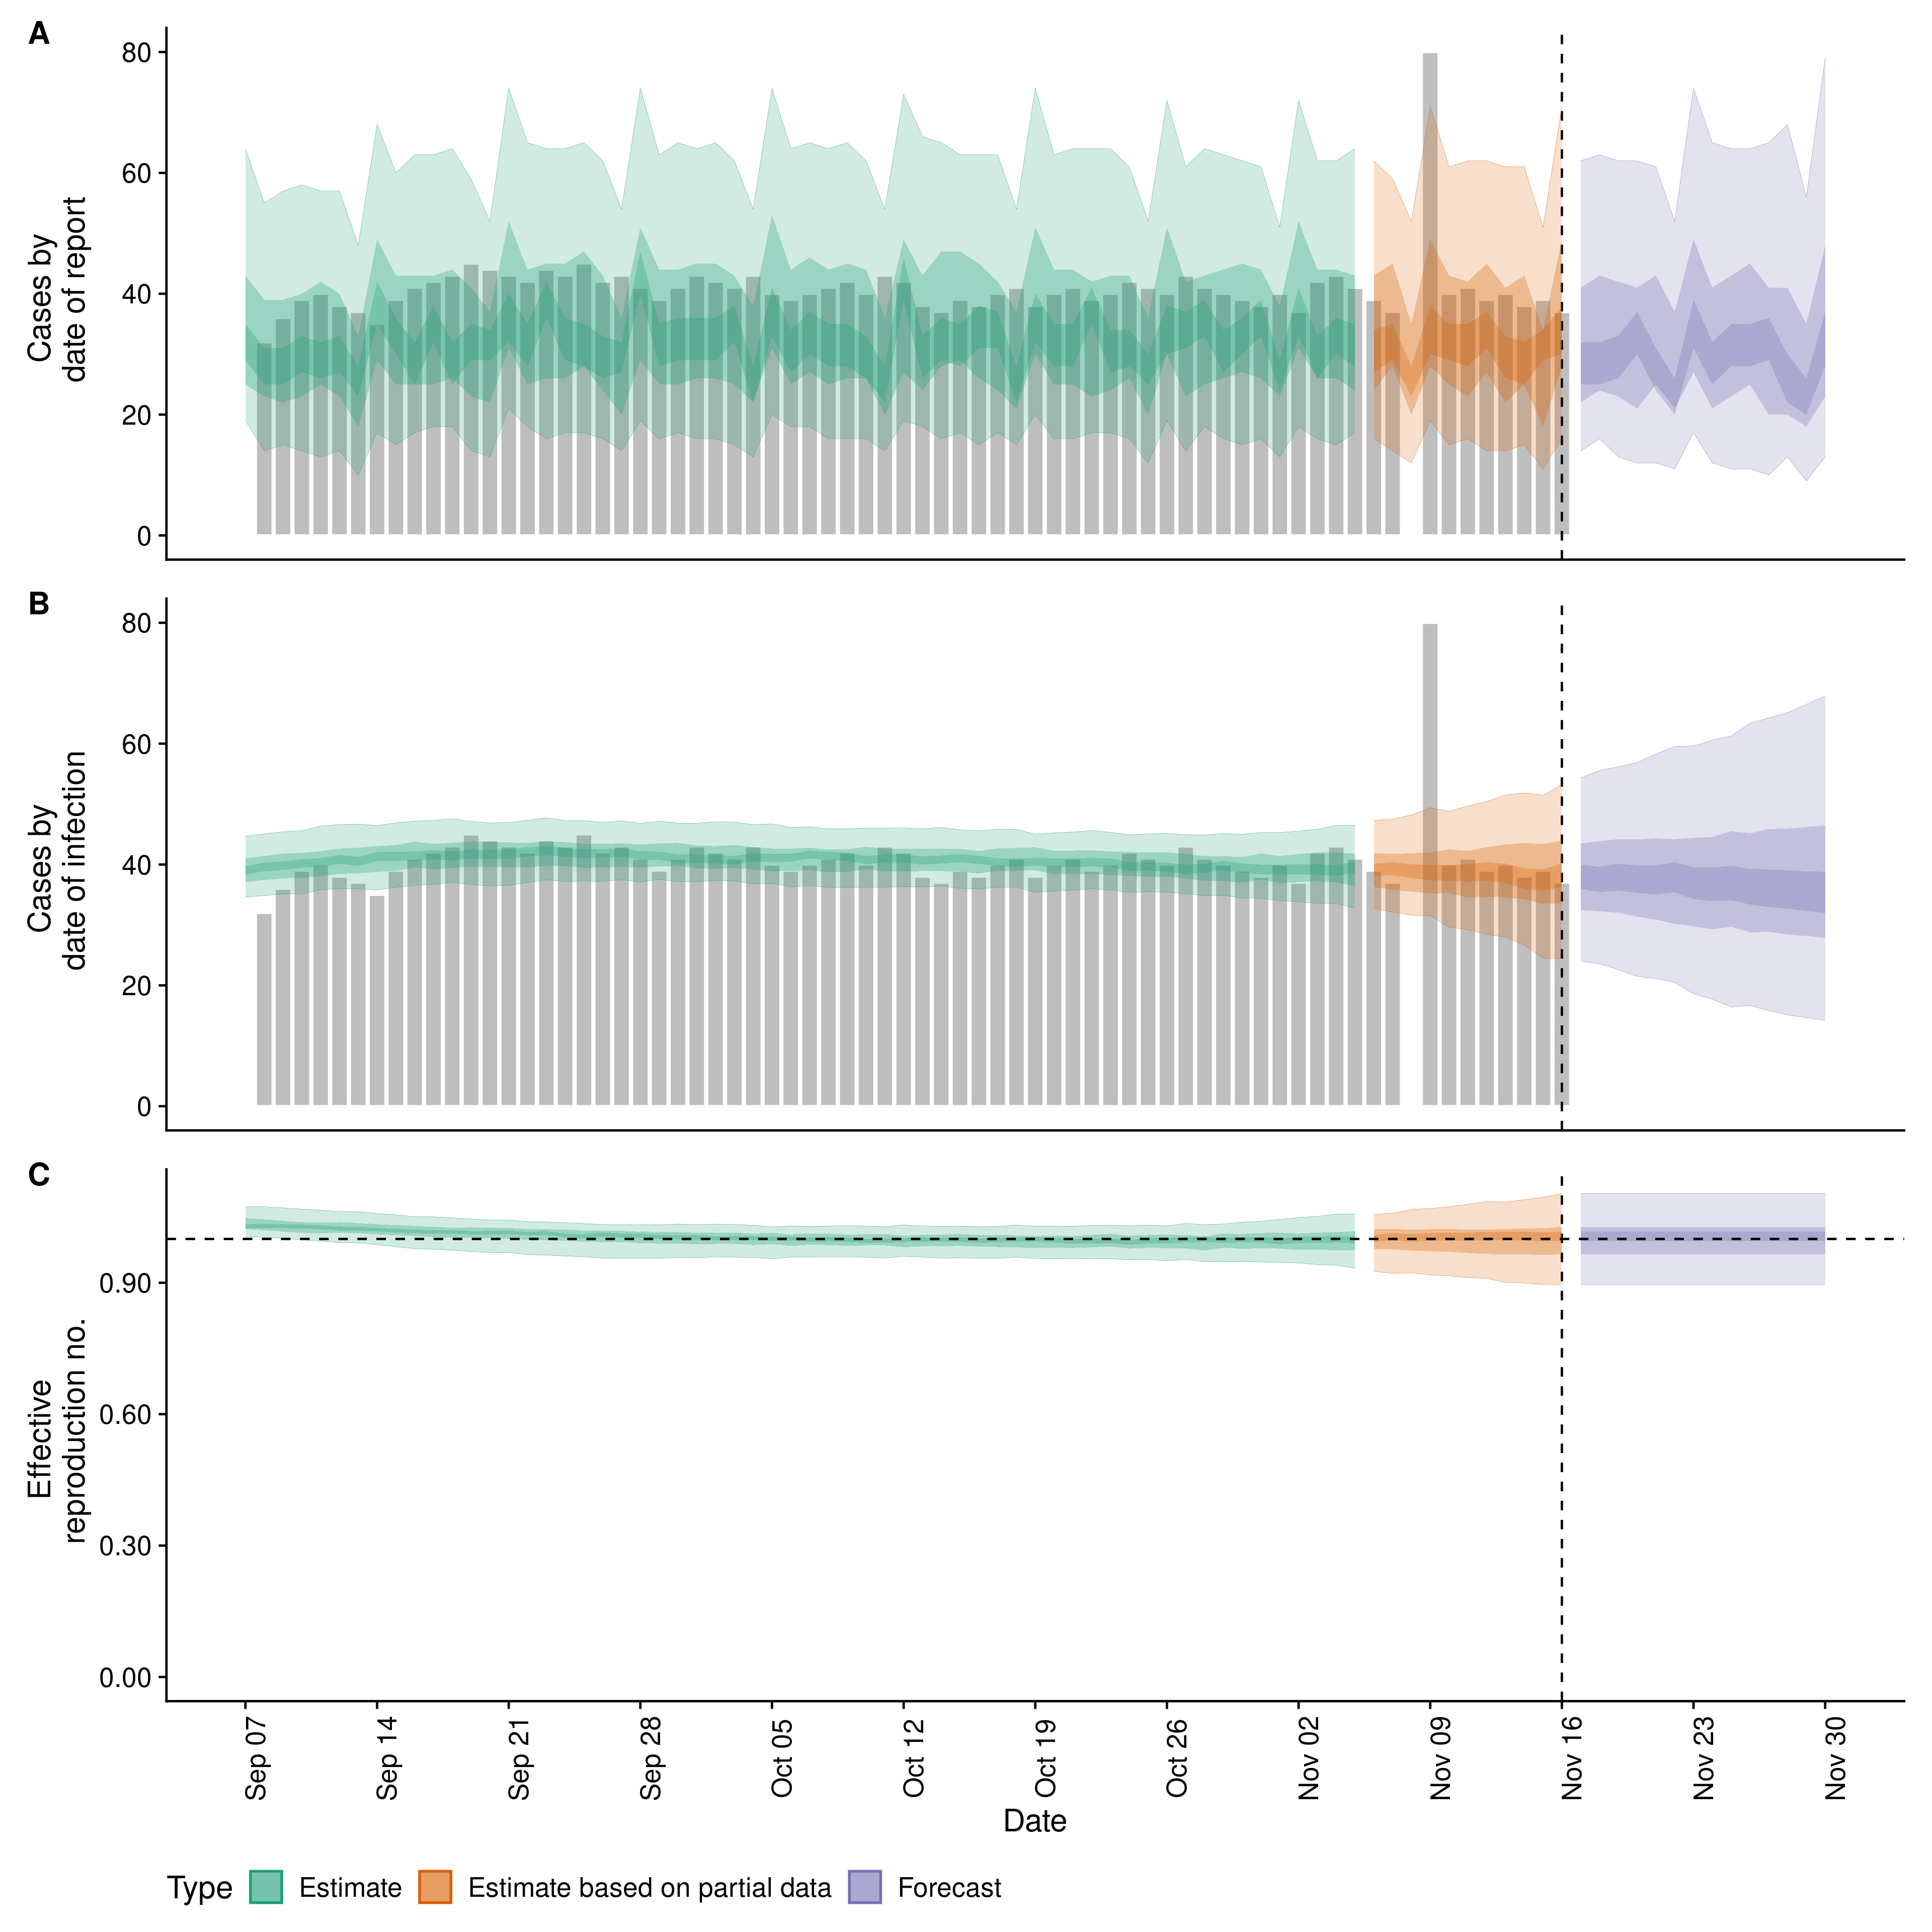 A
80
60
40
20
0
Cases by
date of report
B
80
60
40
20
0
Cases by
date of infection
C
0.90
0.60
0.30
0.00
Effective
reproduction no.
Sep 07
Sep 14
Sep 21
Sep 28
Oct 05
Oct 12
Oct 19
Oct 26
Nov 02
Nov 09
Nov 16
Nov 23
Nov 30
Date
Type Estimate Estimate based on partial data Forecast